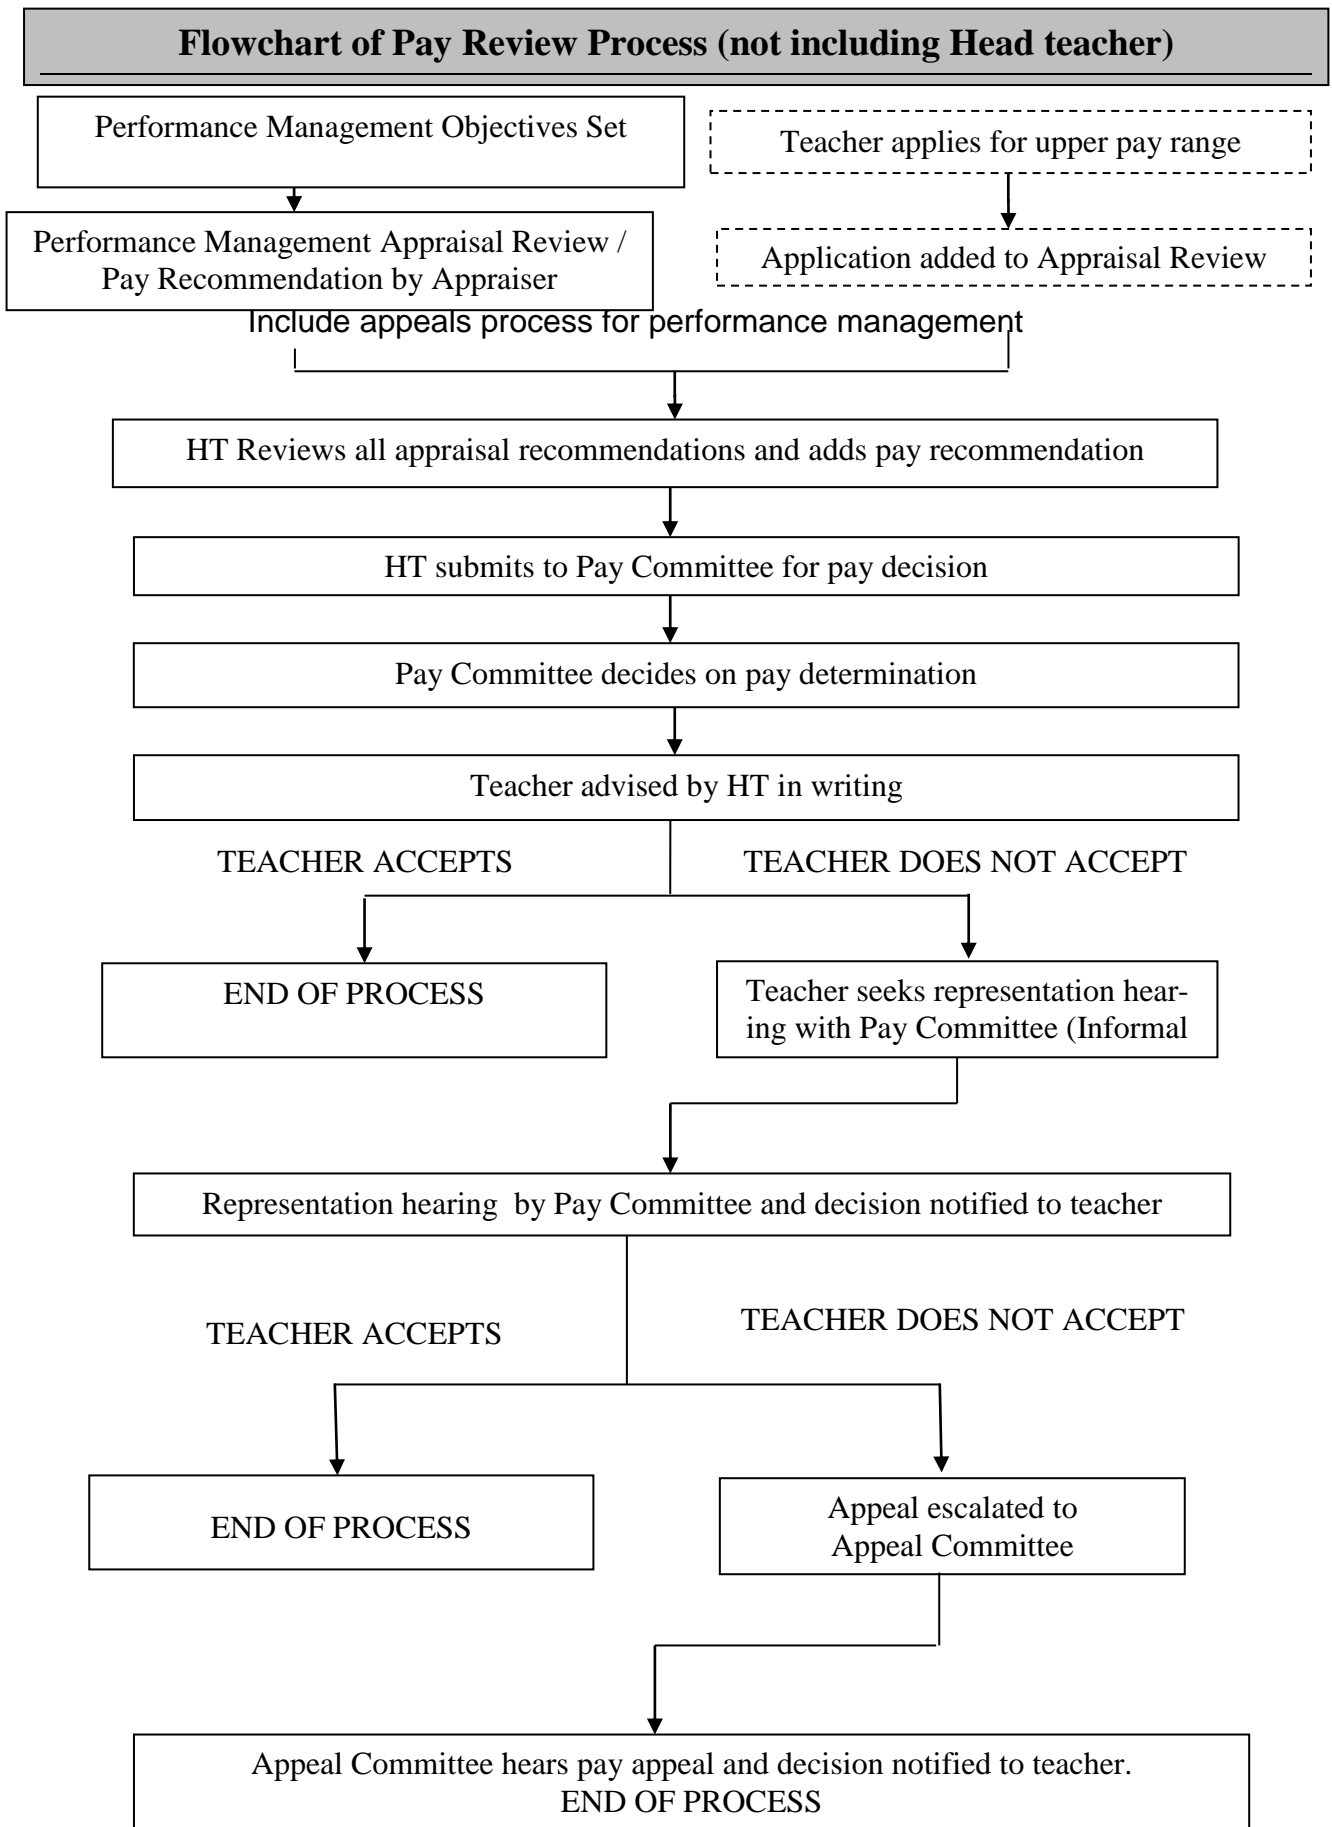 Flowchart of Pay Review Process (not including Head teacher)
Performance Management Objectives Set
Teacher applies for upper pay range
Performance Management Appraisal Review /
Pay Recommendation by Appraiser
Application added to Appraisal Review
Include appeals process for performance management
HT Reviews all appraisal recommendations and adds pay recommendation
HT submits to Pay Committee for pay decision
Pay Committee decides on pay determination
Teacher advised by HT in writing
TEACHER ACCEPTS
TEACHER DOES NOT ACCEPT
END OF PROCESS
Teacher seeks representation hear-
ing with Pay Committee (Informal
Representation hearing  by Pay Committee and decision notified to teacher
TEACHER ACCEPTS
TEACHER DOES NOT ACCEPT
END OF PROCESS
Appeal escalated to
Appeal Committee
Appeal Committee hears pay appeal and decision notified to teacher.
END OF PROCESS